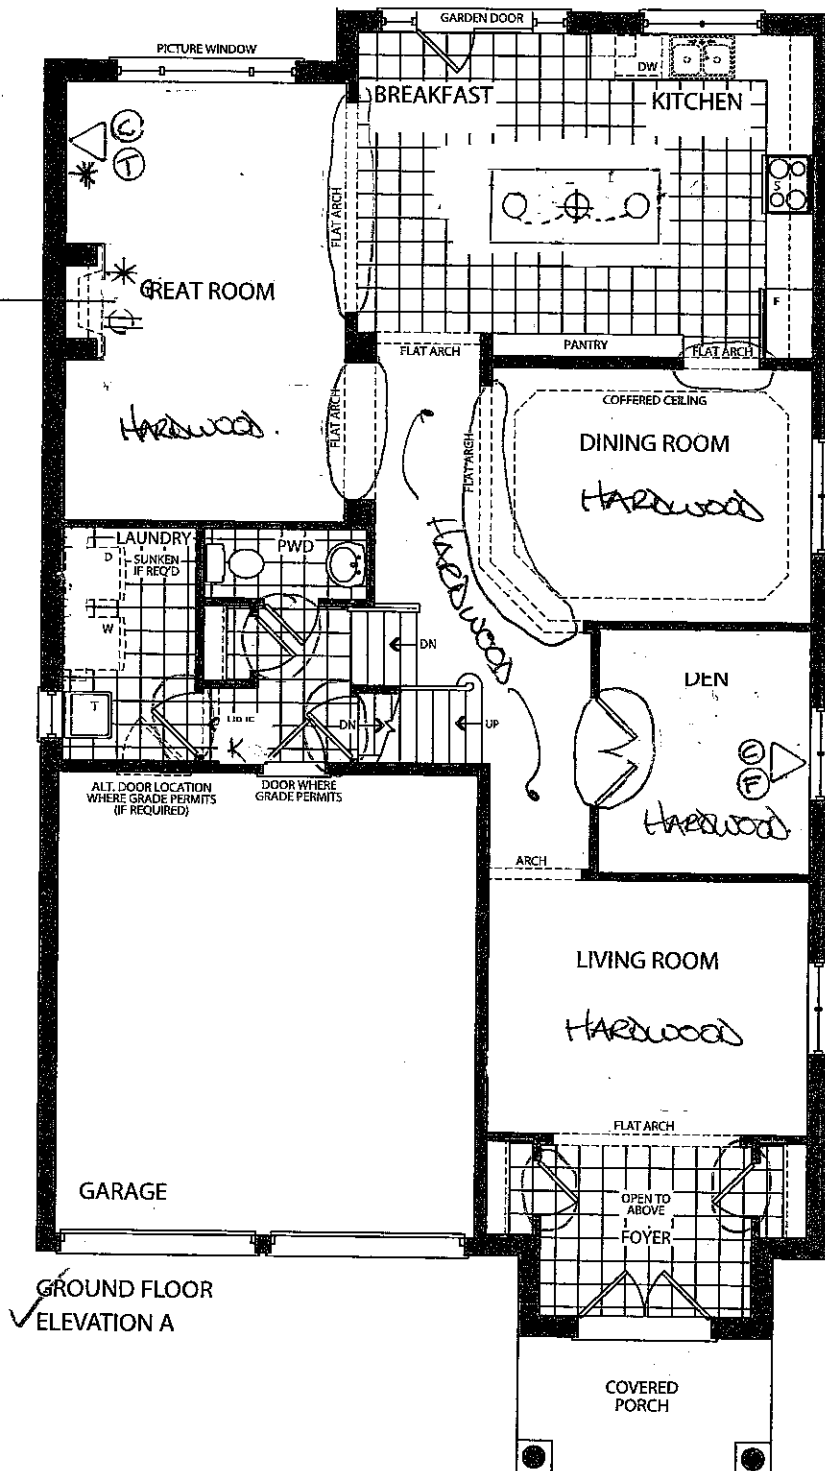 PICTURE WINDOW
GARDEN DOOR
BREAKFAST
DW
KITCHEN
C
T
S
FLAT ARCH
GREAT ROOM
F
FLAT ARCH
PANTRY
FLAT ARCH
COFFERED CEILING
HARDWOOD.
FLAT ARCH
FLAT ARCH
DINING ROOM
HARDWOOD
LAUNDRY
SUNKEN
IF REQ'D
D
PWD
HARDWOOD
W
DN
T
DN
UP
K
DEN
C
F
HARDWOOD.
ALT. DOOR LOCATION
WHERE GRADE PERMITS
(IF REQUIRED)
DOOR WHERE
GRADE PERMITS
ARCH
LIVING ROOM
HARDWOOD
FLAT ARCH
GARAGE
OPEN TO
ABOVE
FOYER
GROUND FLOOR
ELEVATION A
COVERED
PORCH